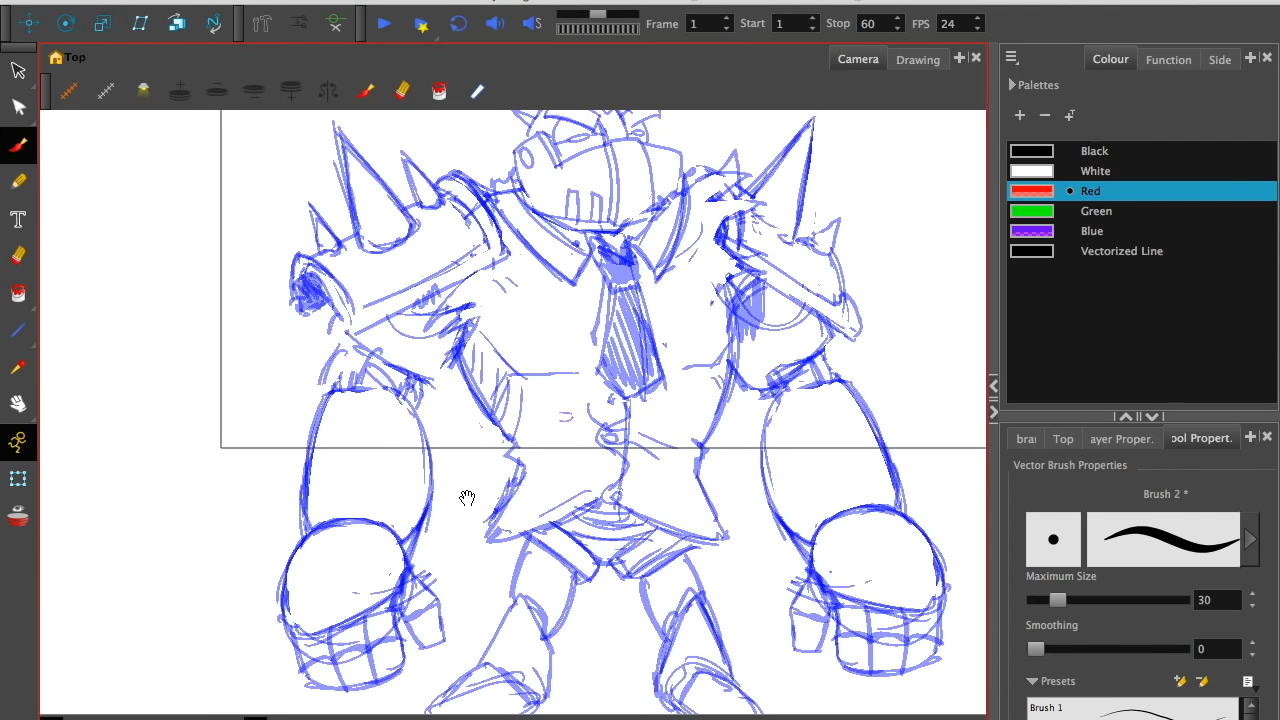 Frame 1 Start 1 Stop 60 FPS 24
Top
Camera Drawing
Colour Function Side
Palettes
Black
White
Red
Green
Blue
Vectorized Line
brai Top ayer Proper. ool Propert.
Vector Brush Properties
Brush 2 *
Maximum Size
30
Smoothing
0
Presets
Brush 1